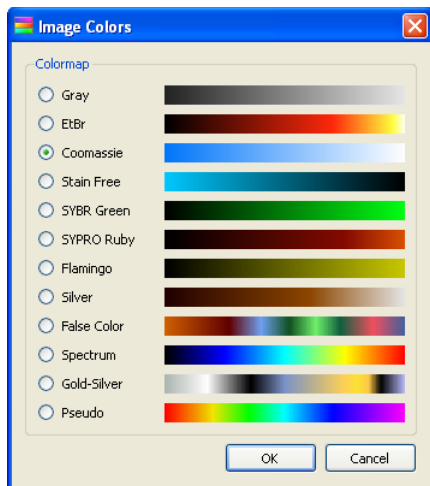 Image Colors
Colormap
Gray
EtBr
Coomassie
Stain Free
SYBR Green
SYPRO Ruby
Flamingo
Silver
False Color
Spectrum
Gold-Silver
Pseudo
OK Cancel